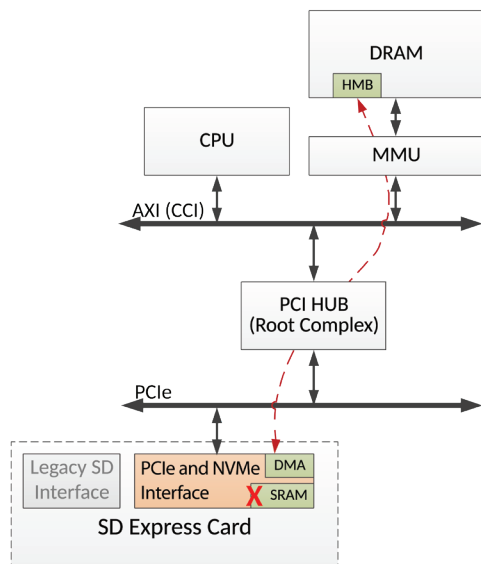 DRAM
HMB
CPU
MMU
AXI (CCI)
PCI HUB
(Root Complex)
PCIe
Legacy SD
Interface
PCIe and NVMe
Interface
DMA
SRAM
SD Express Card